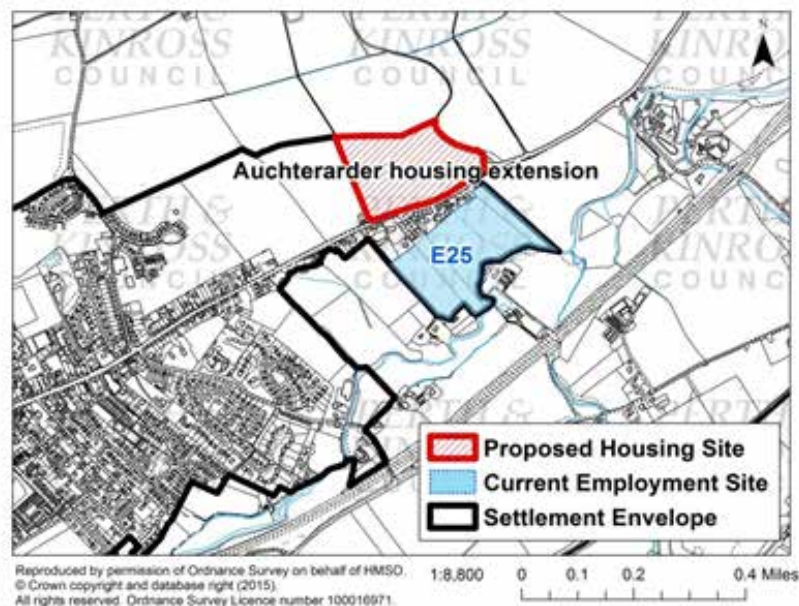 PERTH &
KINROSS
COUNCIL
N
Auchterarder housing extension
E25
Proposed Housing Site
Current Employment Site
Settlement Envelope
Reproduced by permission of Ordnance Survey on behalf of HMSO.
© Crown copyright and database right (2015).
All rights reserved. Ordnance Survey Licence number 100016971.
1:8,800
0 0.1 0.2 0.4 Miles